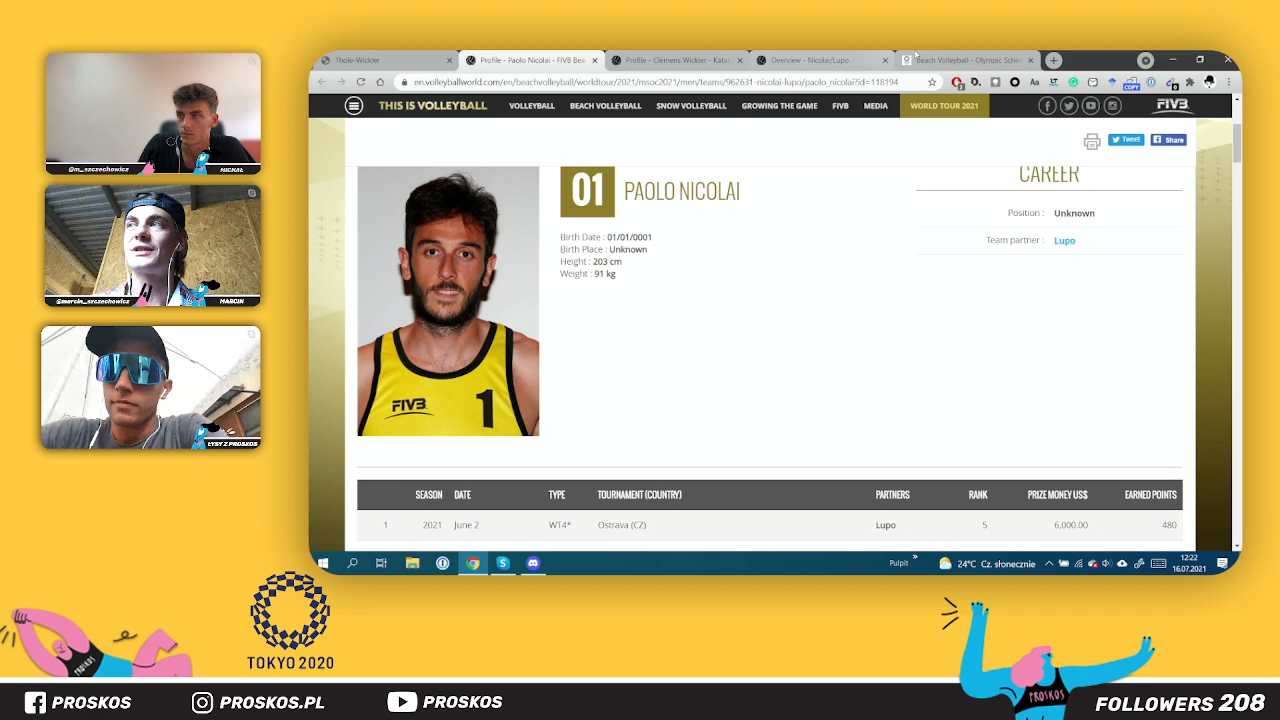 Thole-Wickler
Profile - Paolo Nicolai - FIVB Bea
Profile - Clemens Wickler - Kata
Overview - Nicolai/Lupo
Beach Volleyball - Olympic Sche
en.volleyballworld.com/en/beachvolleyball/worldtour/2021/msoc2021/men/teams/962631-nicolai-lupo/paolo_nicolai?id=118194
COPY
THIS IS VOLLEYBALL
VOLLEYBALL
BEACH VOLLEYBALL
SNOW VOLLEYBALL
GROWING THE GAME
FIVB
MEDIA
WORLD TOUR 2021
FIVB
Tweet
Share
01 PAOLO NICOLAI
Birth Date : 01/01/0001
Birth Place : Unknown
Height : 203 cm
Weight : 91 kg
CAREER
Position : Unknown
Team partner : Lupo
FIVB 1
SEASON DATE TYPE TOURNAMENT (COUNTRY) PARTNERS RANK PRIZE MONEY US$ EARNED POINTS
1 2021 June 2 WT4* Ostrava (CZ) Lupo 5 6,000.00 480
Pulpit
24°C Cz. słonecznie
12:22
16.07.2021
@m_szczechowicz MICHAŁ
@marcin_szczechowicz MARCIN
ŁYSY Z PROSKOS
TOKYO 2020
PROSKOS
PROSKOS
PROSKOS
PROSKOS.PL
PROSKOS
FOLLOWERS 208